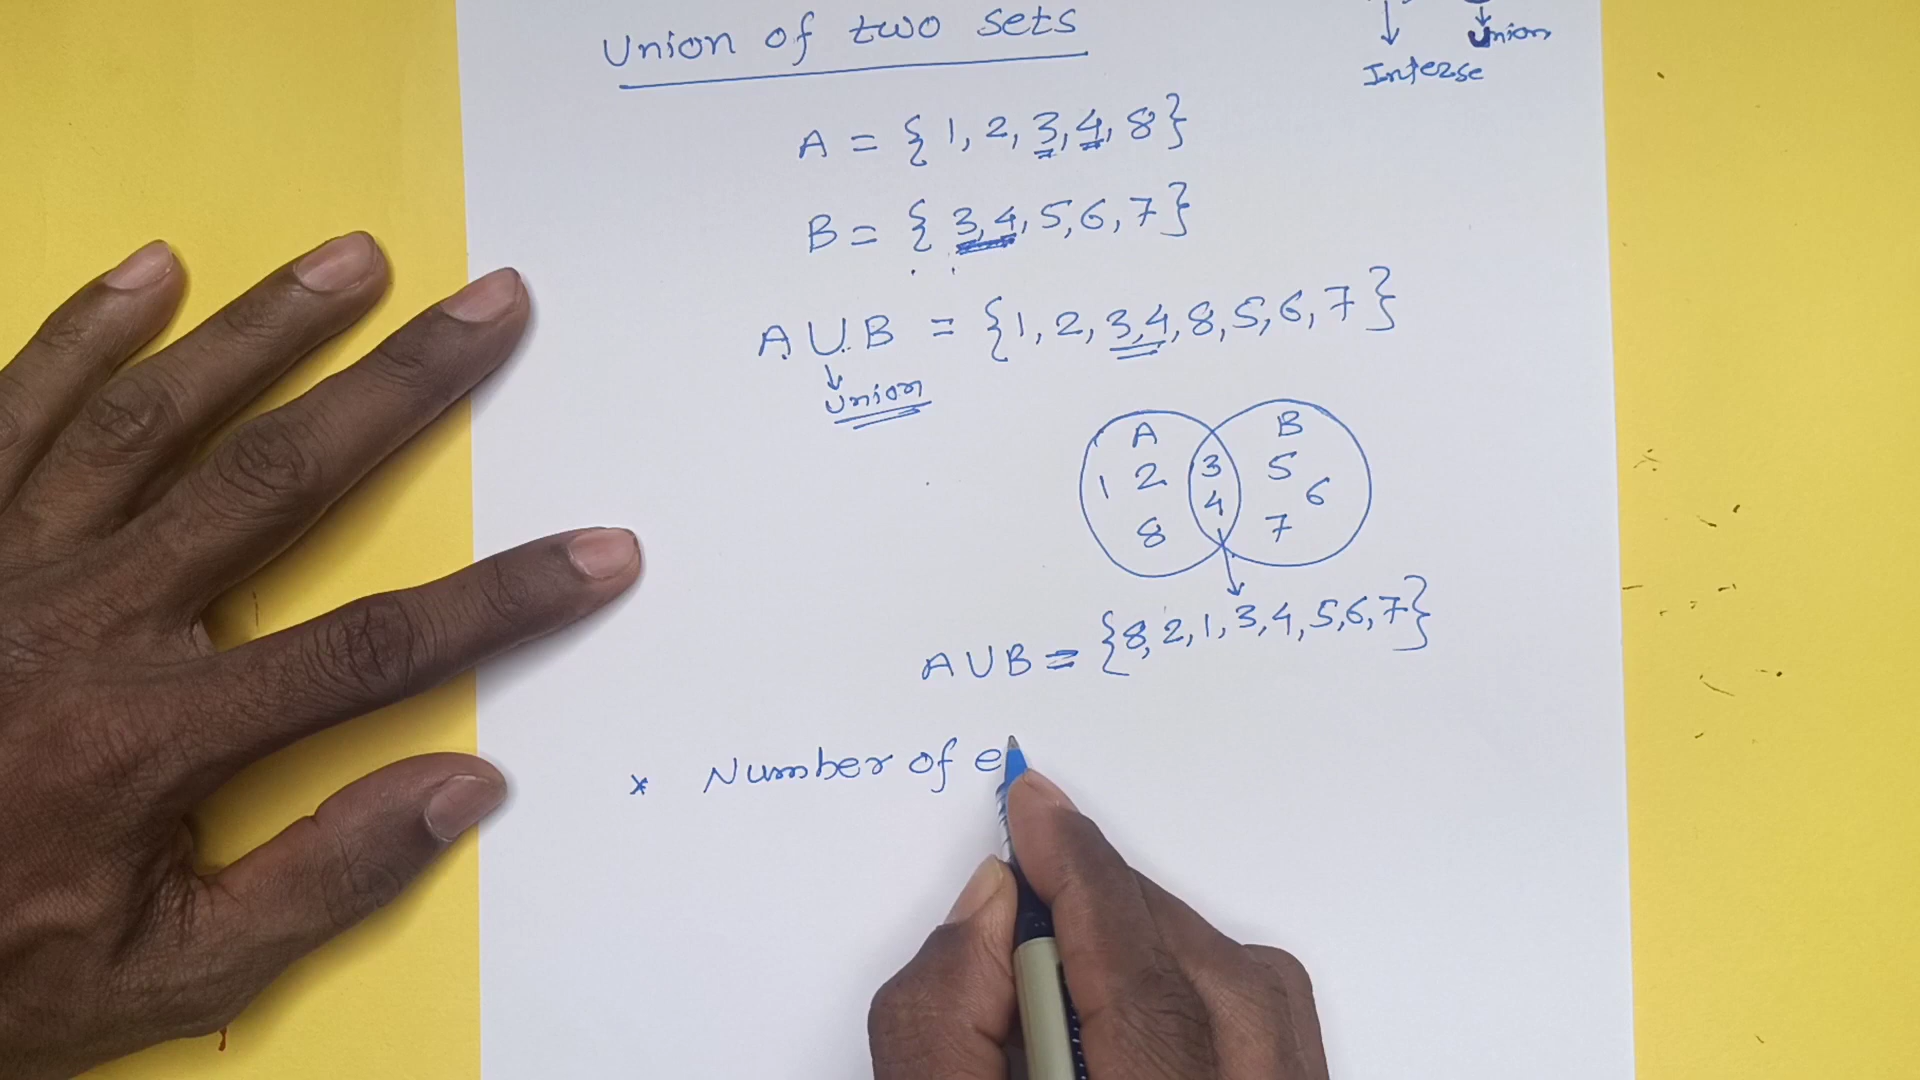 Union of two sets
Union
Interse
A = { 1, 2, 3, 4, 8 }
B = { 3, 4, 5, 6, 7 }
A U B = { 1, 2, 3, 4, 8, 5, 6, 7 }
Union
A B
1 2 3 5
4 6
8 7
A U B = { 8, 2, 1, 3, 4, 5, 6, 7 }
* Number of e